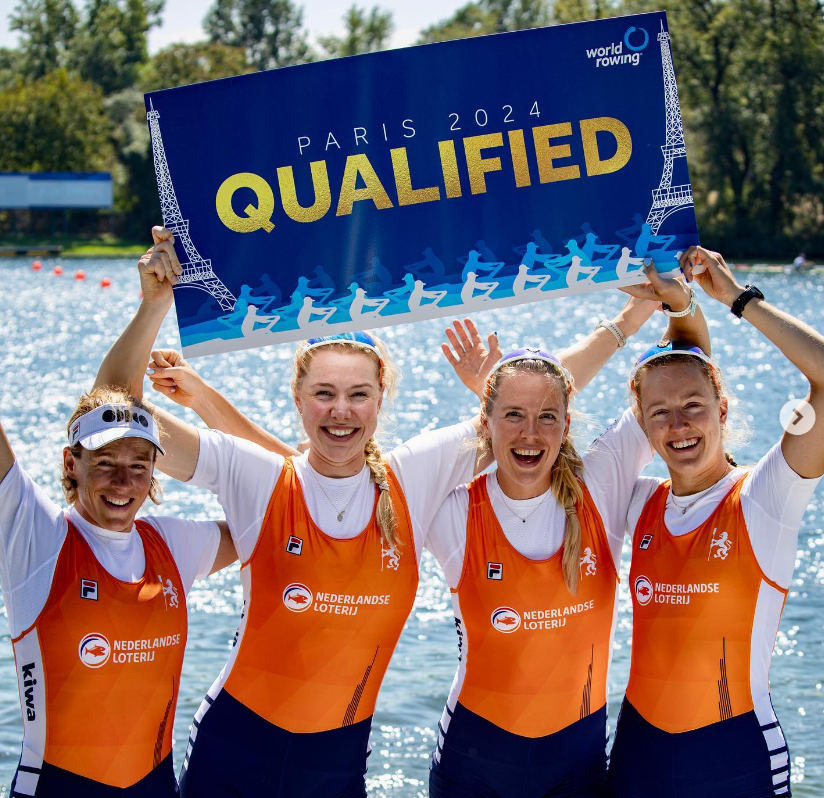 world
rowing
PARIS 2024
QUALIFIED
NEDERLANDSE
LOTERIJ
NEDERLANDSE
LOTERIJ
NEDERLANDSE
LOTERIJ
NEDERLANDSE
LOTERIJ
kiwa